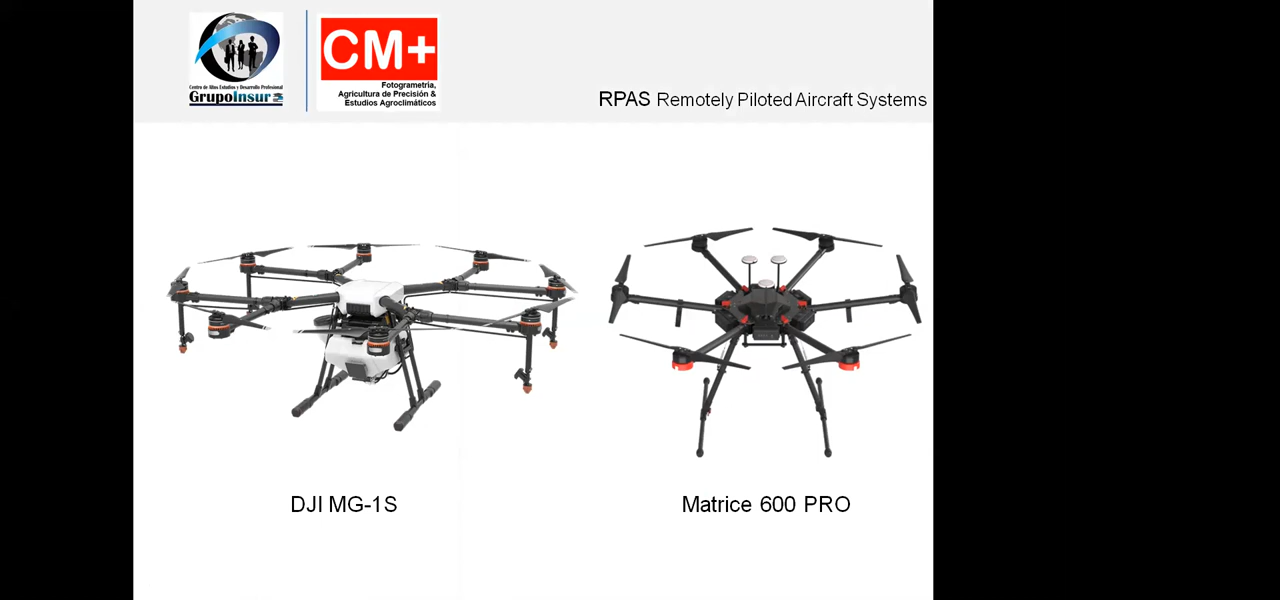 Centro de Altos Estudios y Desarrollo Profesional
GrupoInsur
CM+
Fotogrametria,
Agricultura de Precisión &
Estudios Agroclimáticos
RPAS Remotely Piloted Aircraft Systems
DJI MG-1S
Matrice 600 PRO